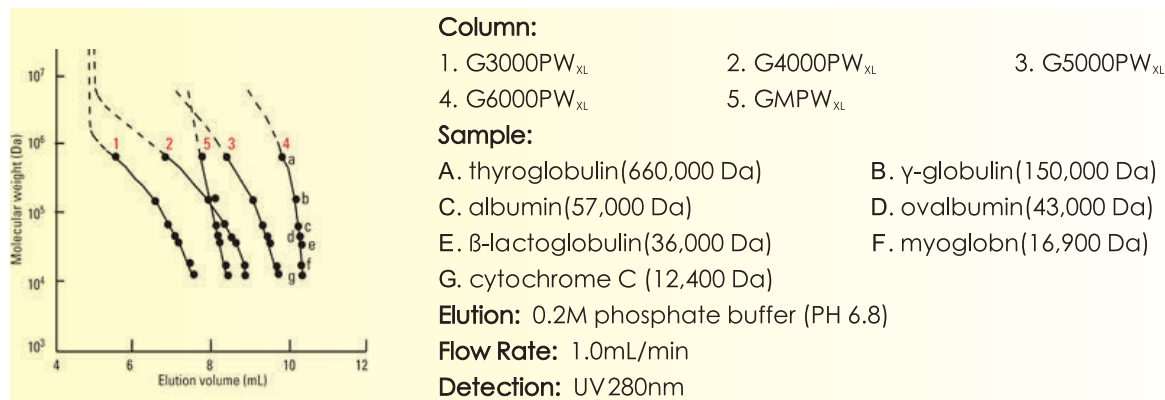 Column:
1. G3000PWXL 2. G4000PWXL 3. G5000PWXL
4. G6000PWXL 5. GMPWXL
Sample:
A. thyroglobulin(660,000 Da) B. γ-globulin(150,000 Da)
C. albumin(57,000 Da) D. ovalbumin(43,000 Da)
E. ß-lactoglobulin(36,000 Da) F. myoglobn(16,900 Da)
G. cytochrome C (12,400 Da)
Elution: 0.2M phosphate buffer (PH 6.8)
Flow Rate: 1.0mL/min
Detection: UV280nm
Molecular weight (Da)
10⁷
10⁶
10⁵
10⁴
10³
1 2 5 3 4
a
b
c
d e
f
g
4 6 8 10 12
Elution volume (mL)